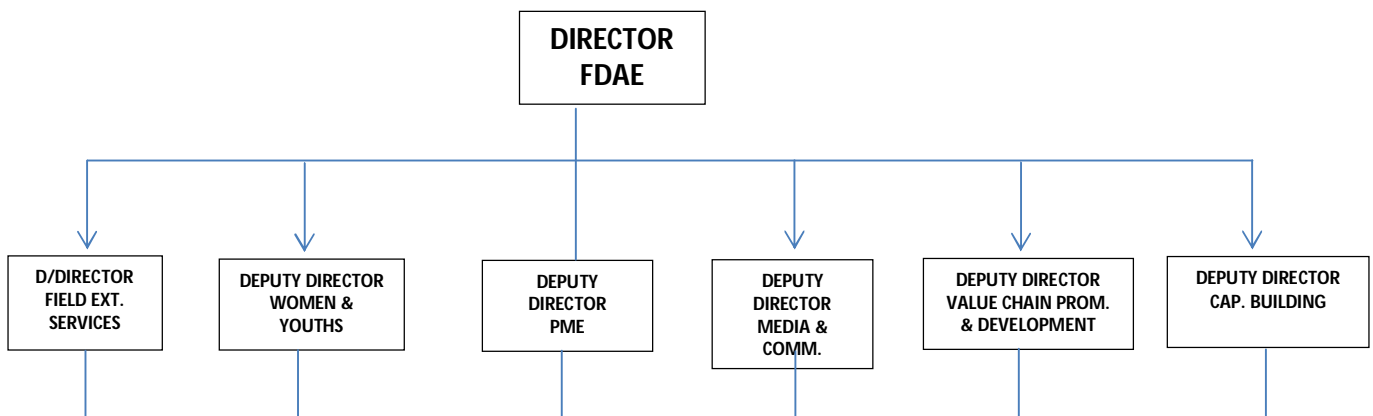 DIRECTOR
FDAE
D/DIRECTOR
FIELD EXT.
SERVICES
DEPUTY DIRECTOR
WOMEN &
YOUTHS
DEPUTY
DIRECTOR
PME
DEPUTY
DIRECTOR
MEDIA &
COMM.
DEPUTY DIRECTOR
VALUE CHAIN PROM.
& DEVELOPMENT
DEPUTY DIRECTOR
CAP. BUILDING